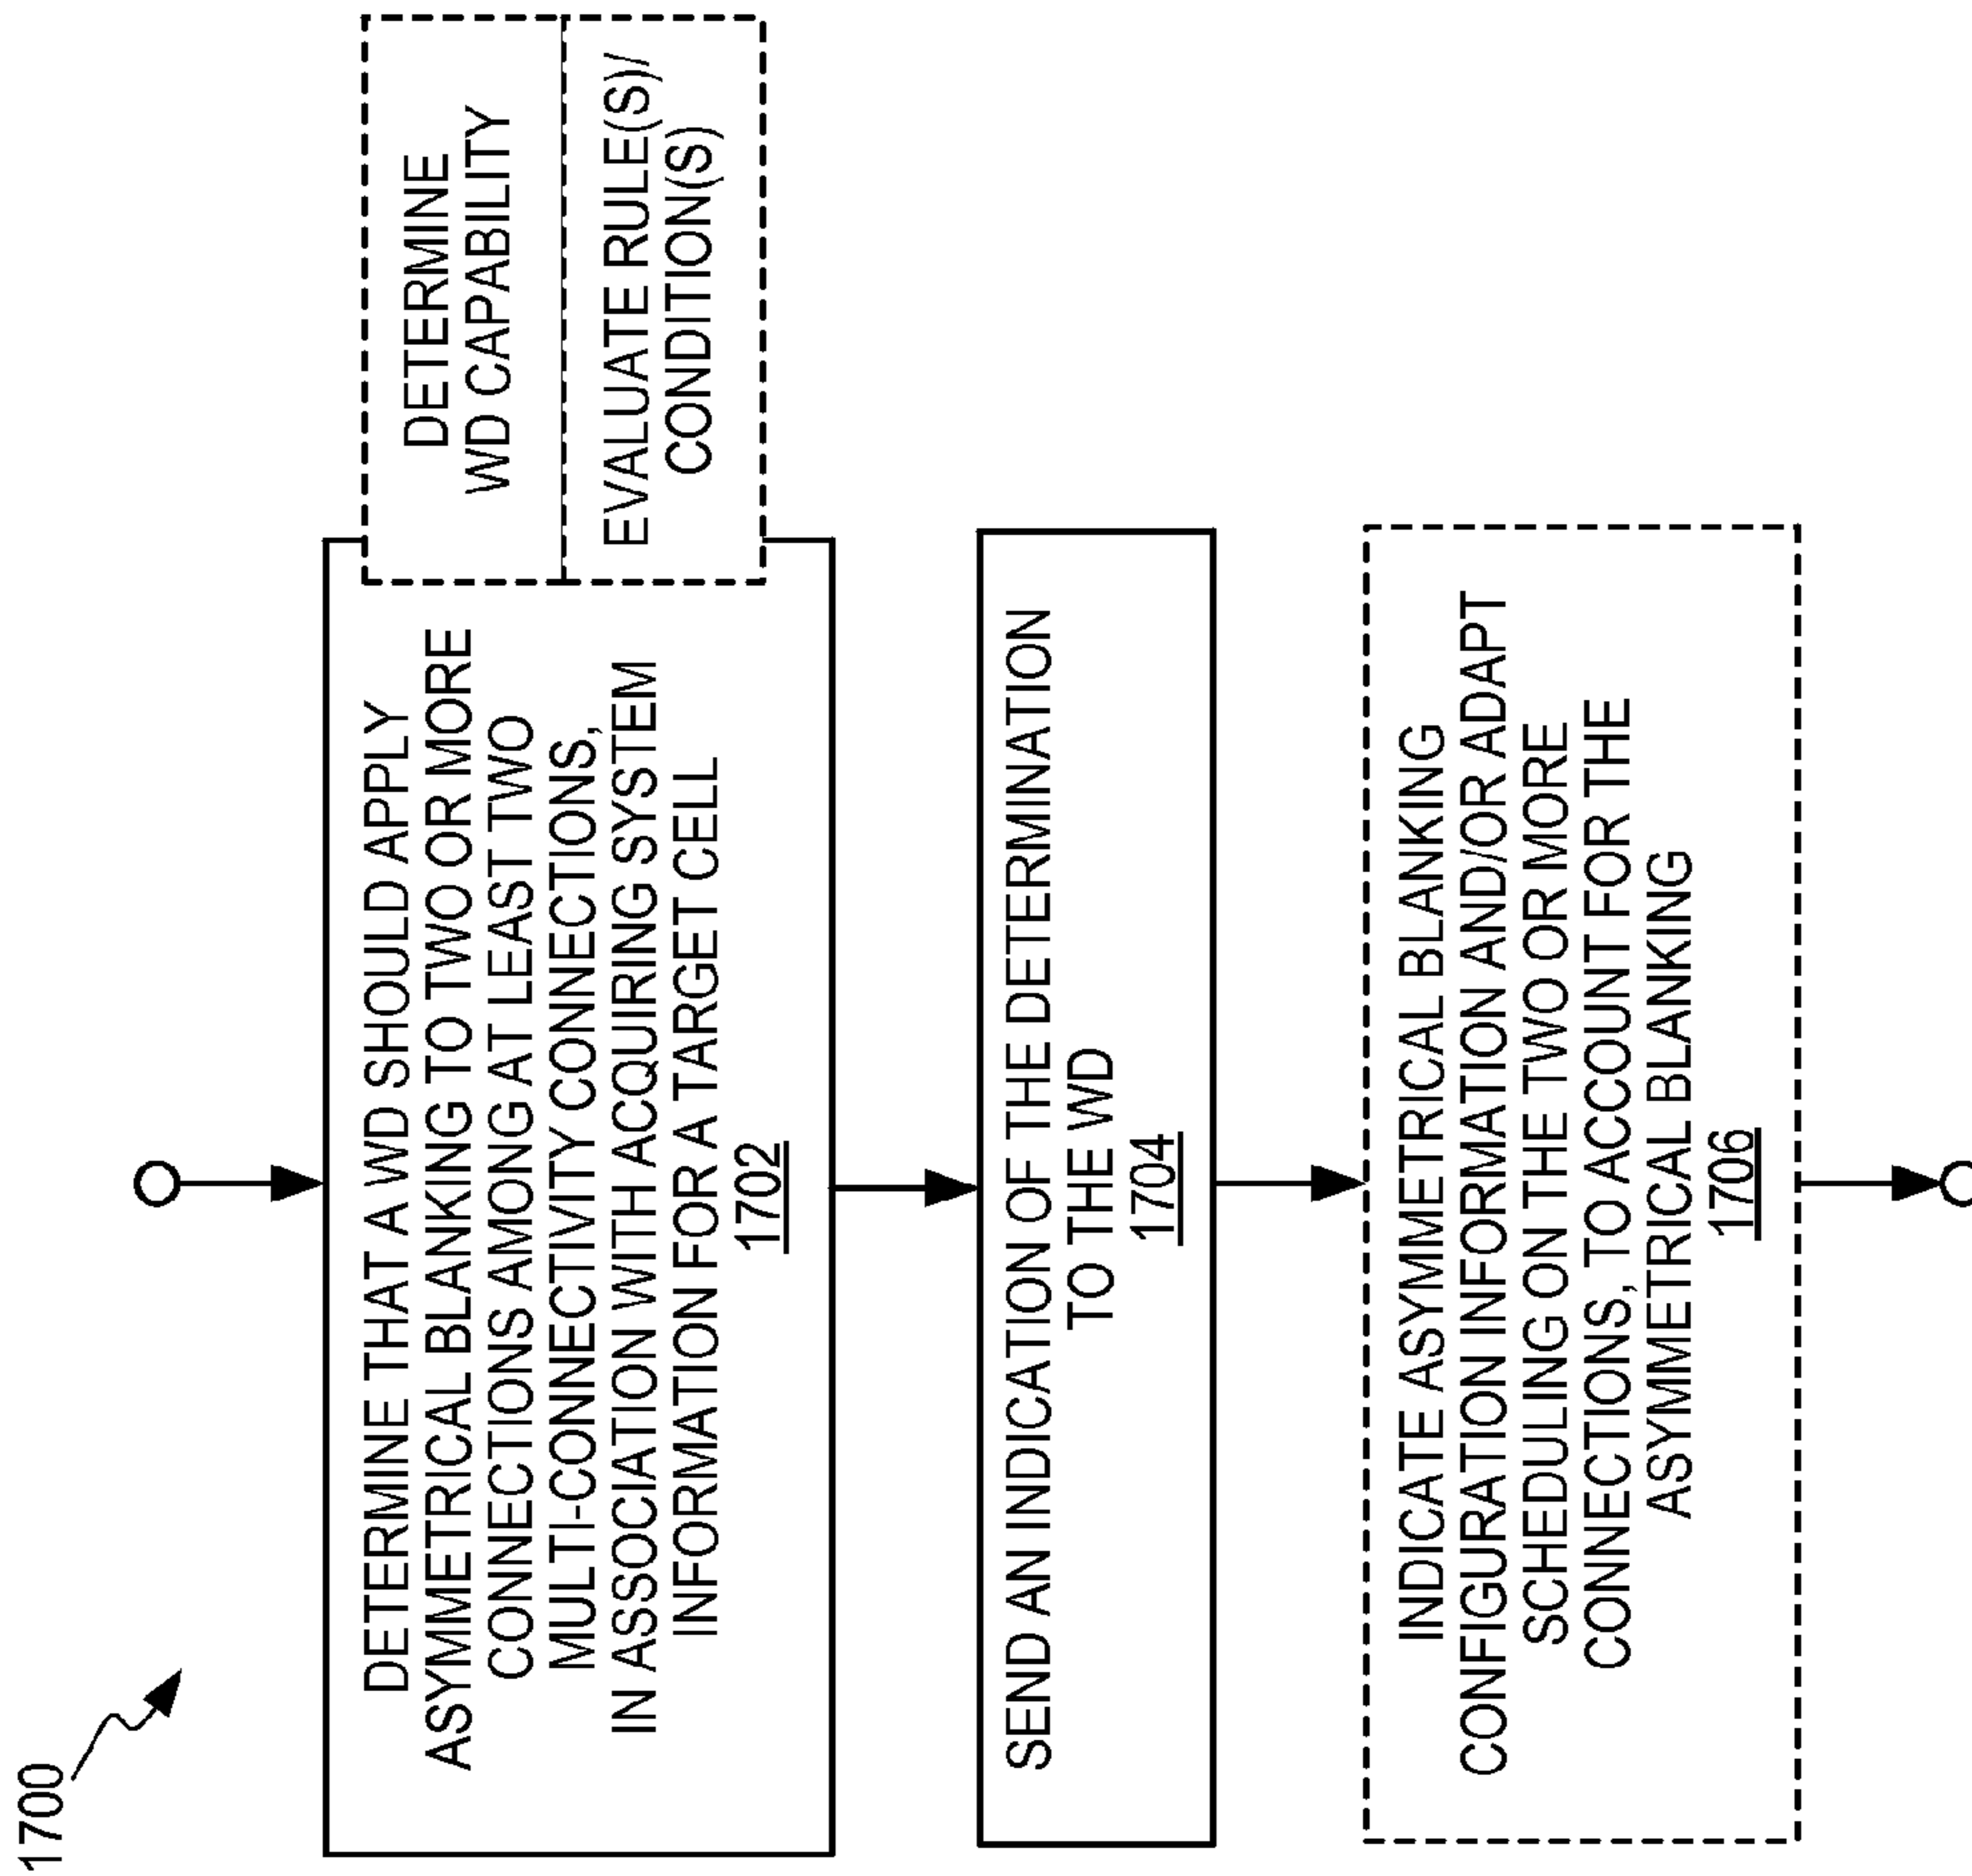 1700
DETERMINE THAT A WD SHOULD APPLY
ASYMMETRICAL BLANKING TO TWO OR MORE
CONNECTIONS AMONG AT LEAST TWO
MULTI-CONNECTIVITY CONNECTIONS,
IN ASSOCIATION WITH ACQUIRING SYSTEM
INFORMATION FOR A TARGET CELL
1702
DETERMINE
WD CAPABILITY
EVALUATE RULE(S)/
CONDITION(S)
SEND AN INDICATION OF THE DETERMINATION
TO THE WD
1704
INDICATE ASYMMETRICAL BLANKING
CONFIGURATION INFORMATION AND/OR ADAPT
SCHEDULING ON THE TWO OR MORE
CONNECTIONS, TO ACCOUNT FOR THE
ASYMMETRICAL BLANKING
1706